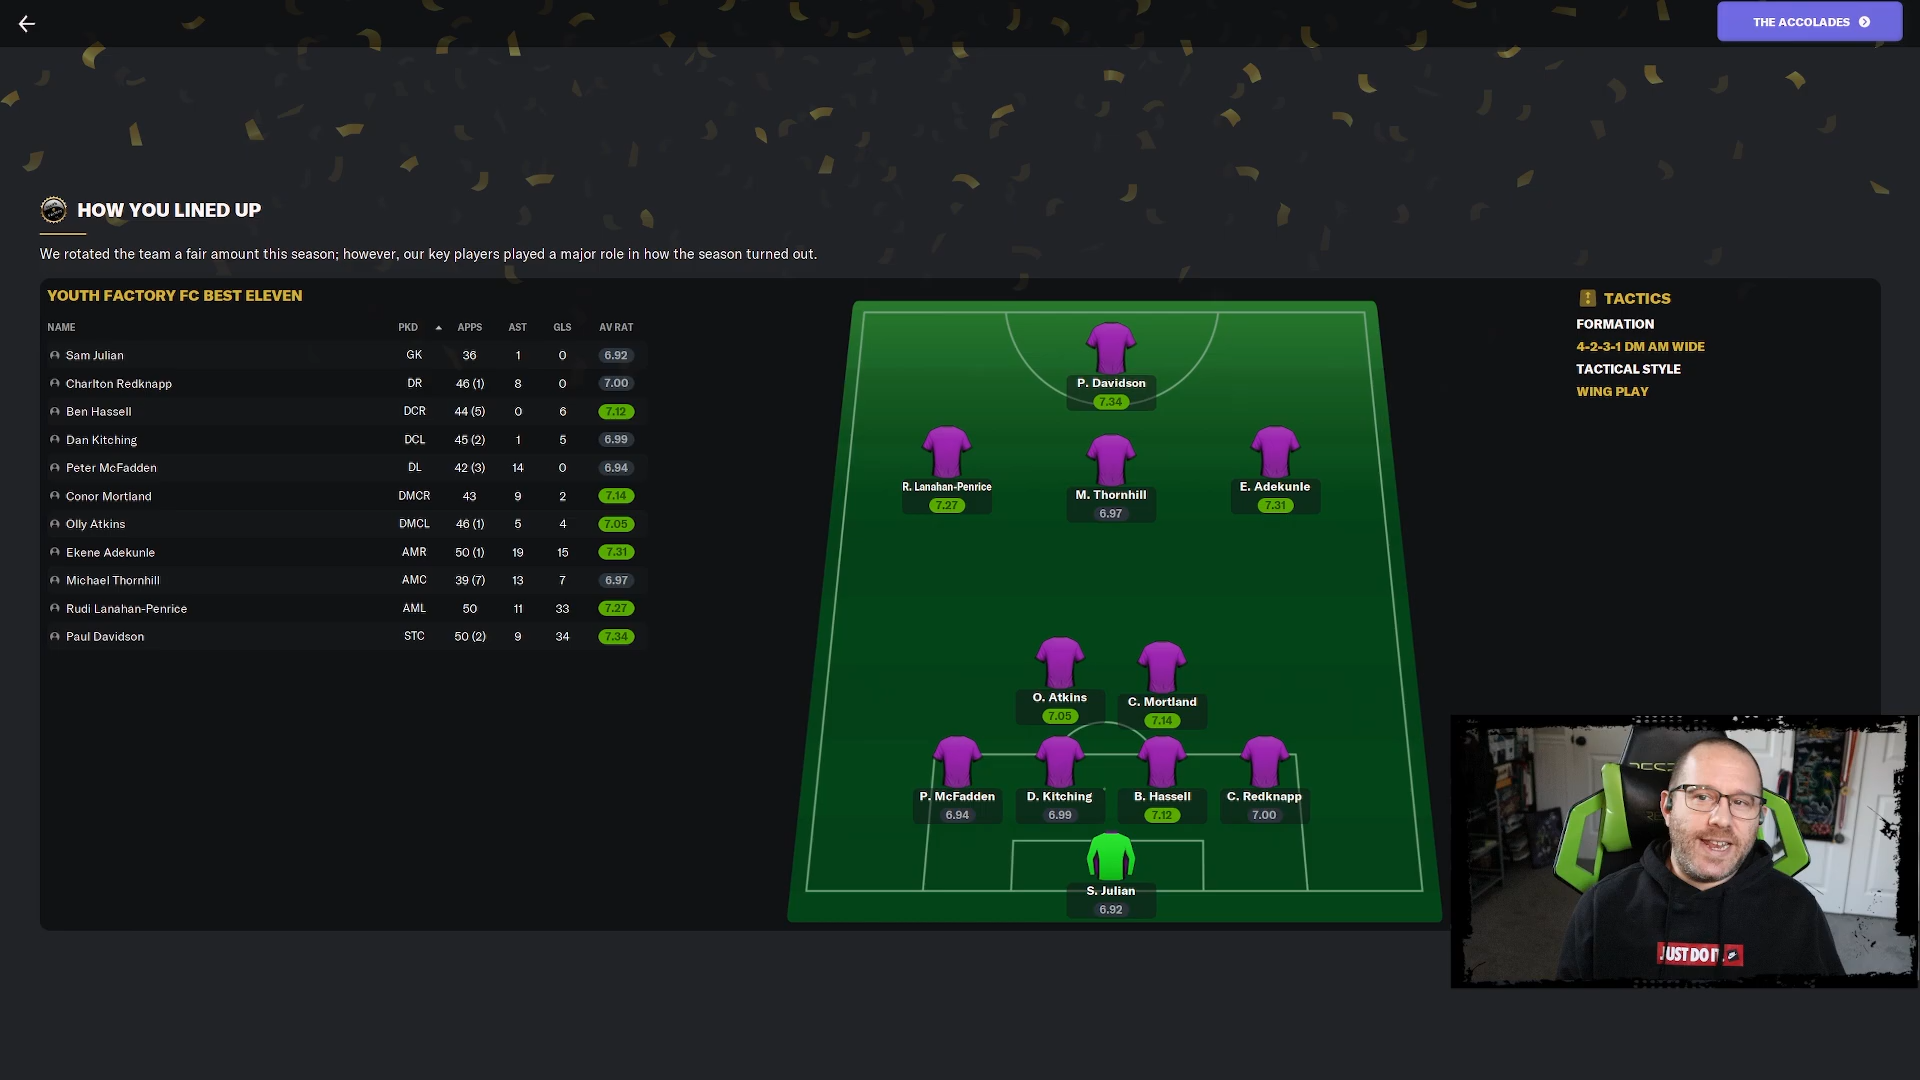 THE ACCOLADES
HOW YOU LINED UP
We rotated the team a fair amount this season; however, our key players played a major role in how the season turned out.
YOUTH FACTORY FC BEST ELEVEN
NAME PKD APPS AST GLS AV RAT
Sam Julian GK 36 1 0 6.92
Charlton Redknapp DR 46 (1) 8 0 7.00
Ben Hassell DCR 44 (5) 0 6 7.12
Dan Kitching DCL 45 (2) 1 5 6.99
Peter McFadden DL 42 (3) 14 0 6.94
Conor Mortland DMCR 43 9 2 7.14
Olly Atkins DMCL 46 (1) 5 4 7.05
Ekene Adekunle AMR 50 (1) 19 15 7.31
Michael Thornhill AMC 39 (7) 13 7 6.97
Rudi Lanahan-Penrice AML 50 11 33 7.27
Paul Davidson STC 50 (2) 9 34 7.34
P. Davidson
7.34
R. Lanahan-Penrice
7.27
M. Thornhill
6.97
E. Adekunle
7.31
O. Atkins
7.05
C. Mortland
7.14
P. McFadden
6.94
D. Kitching
6.99
B. Hassell
7.12
C. Redknapp
7.00
S. Julian
6.92
TACTICS
FORMATION
4-2-3-1 DM AM WIDE
TACTICAL STYLE
WING PLAY
JUST DO IT